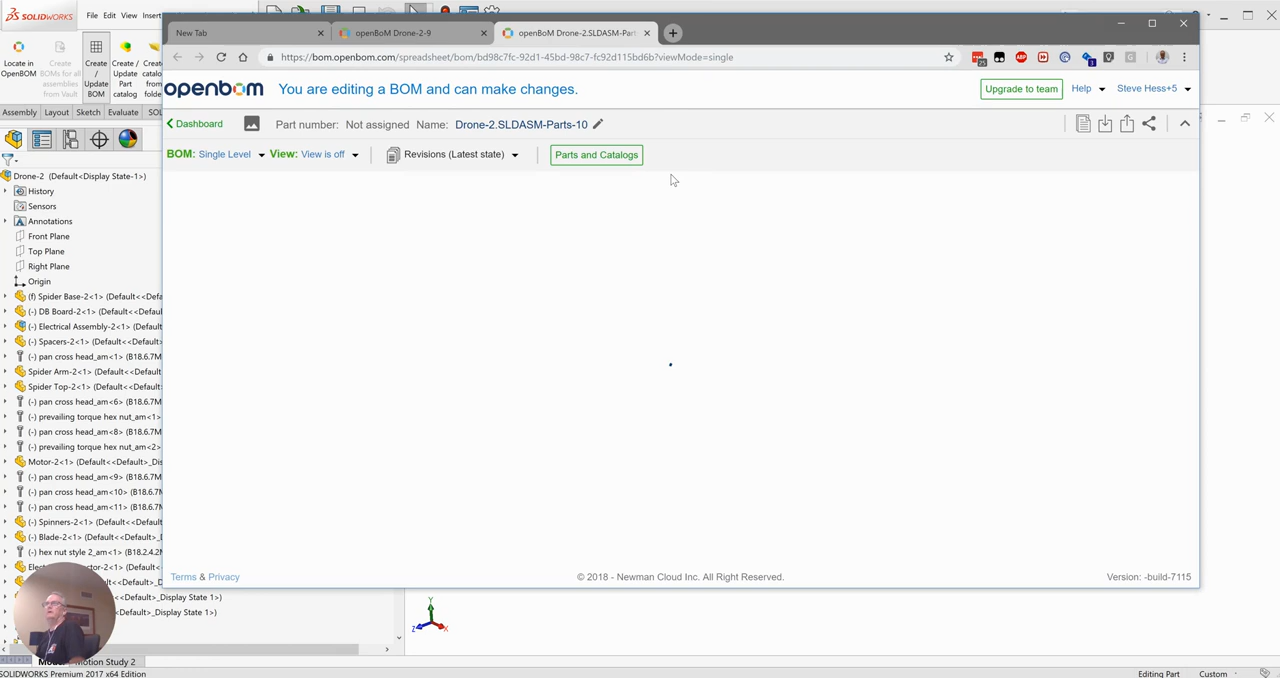 SOLIDWORKS File Edit View Insert
New Tab openBoM Drone-2-9 openBoM Drone-2.SLDASM-Part
https://bom.openbom.com/spreadsheet/bom/bd98c7fc-92d1-45bd-98c7-fc92d115bd6b?viewMode=single
openbom You are editing a BOM and can make changes. Upgrade to team Help Steve Hess+5
Dashboard Part number: Not assigned Name: Drone-2.SLDASM-Parts-10
BOM: Single Level View: View is off Revisions (Latest state) Parts and Catalogs
Locate in OpenBOM
Create BOMs for all assemblies from Vault
Create / Update BOM
Create / Update Part catalog
Create catalo from folde
Assembly Layout Sketch Evaluate SOL
Drone-2 (Default<Display State-1>)
History
Sensors
Annotations
Front Plane
Top Plane
Right Plane
Origin
(f) Spider Base-2<1> (Default<<Defa
(-) DB Board-2<1> (Default<<Default
(-) Electrical Assembly-2<1> (Default
(-) Spacers-2<1> (Default<<Default>
(-) pan cross head_am<1> (B18.6.7M
Spider Arm-2<1> (Default<<Default>
Spider Top-2<1> (Default<<Default>
(-) pan cross head_am<6> (B18.6.7M
(-) prevailing torque hex nut_am<1>
(-) pan cross head_am<8> (B18.6.7M
(-) prevailing torque hex nut_am<2>
Motor-2<1> (Default<<Default>_Disp
(-) pan cross head_am<9> (B18.6.7M
(-) pan cross head_am<10> (B18.6.7M
(-) pan cross head_am<11> (B18.6.7M
(-) Spinners-2<1> (Default<<Default
(-) Blade-2<1> (Default<<Default>_D
(-) hex nut style 2_am<1> (B18.2.4.2M
_Display State 1>)
_Display State 1>)
Terms & Privacy © 2018 - Newman Cloud Inc. All Right Reserved. Version: -build-7115
Y
Z X
Motion Study 2
SOLIDWORKS Premium 2017 x64 Edition Editing Part Custom